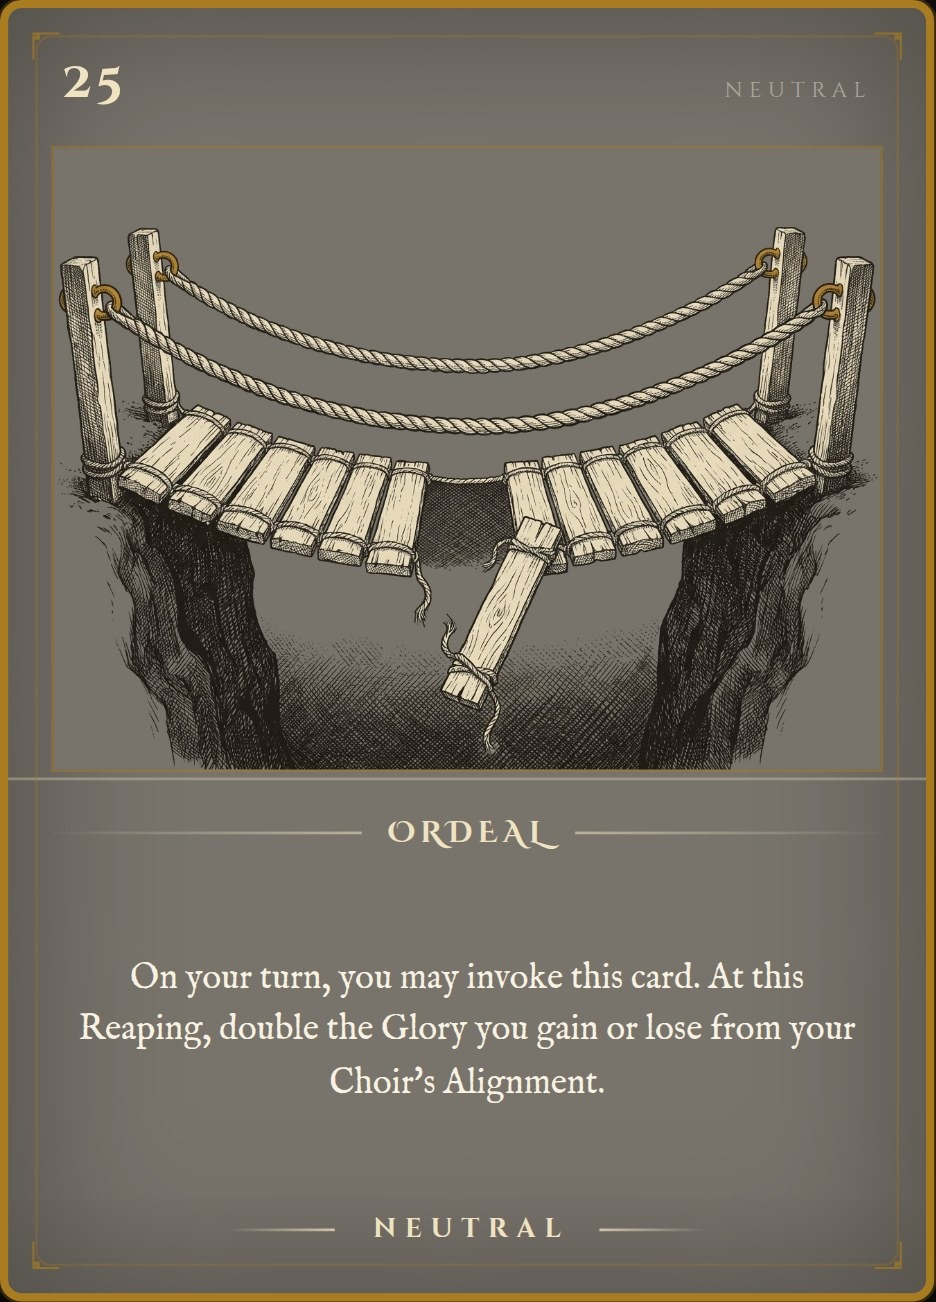 25
NEUTRAL
ORDEAL
On your turn, you may invoke this card. At this
Reaping, double the Glory you gain or lose from your
Choir’s Alignment.
NEUTRAL